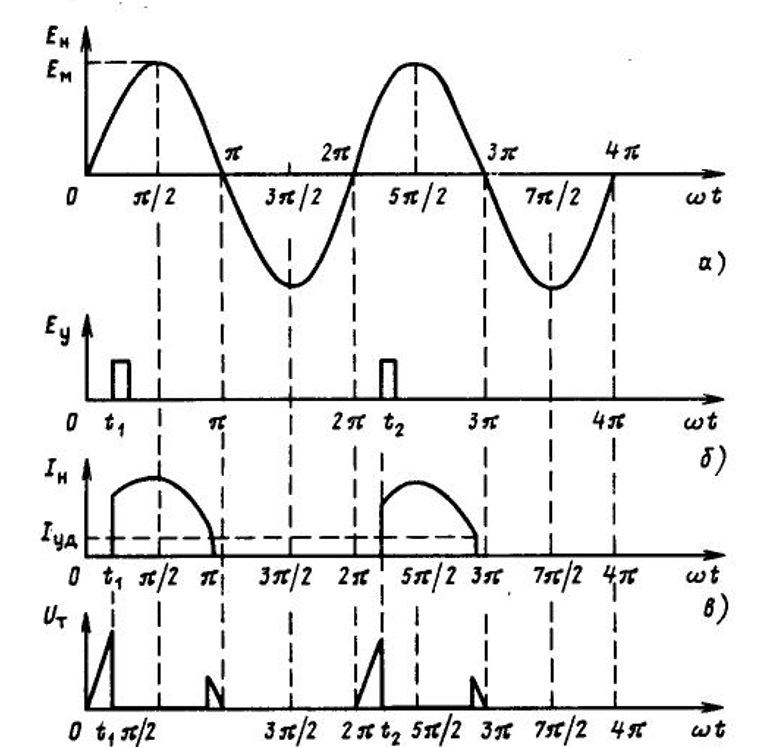 Eн
Eм
π 2π 3π 4π
0 π/2 3π/2 5π/2 7π/2 ωt
а)
Eу
0 t1 π 2π t2 3π 4π ωt
б)
Iн
Iуд
0 t1 π/2 π 3π/2 2π 5π/2 3π 7π/2 4π ωt
в)
Uт
0 t1 π/2 3π/2 2π t2 5π/2 3π 7π/2 4π ωt